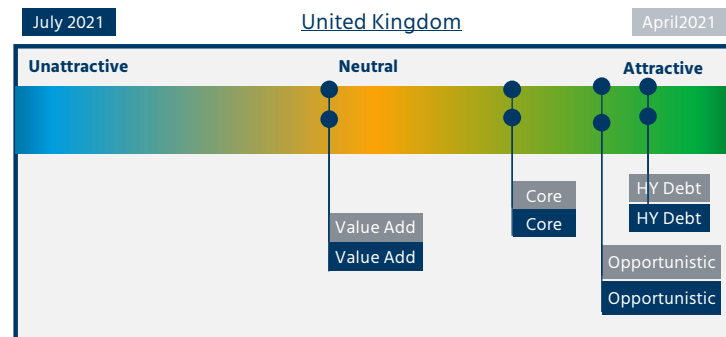 July 2021
United Kingdom
April2021
Unattractive
Neutral
Attractive
HY Debt
Core
HY Debt
Core
Value Add
Value Add
Opportunistic
Opportunistic